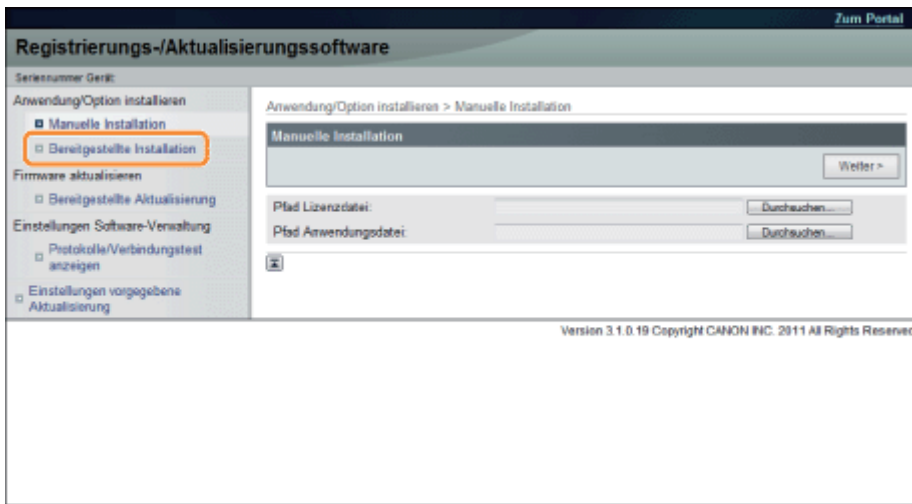 Zum Portal
Registrierungs-/Aktualisierungssoftware
Seriennummer Gerät:
Anwendung/Option installieren
Manuelle Installation
Bereitgestellte Installation
Firmware aktualisieren
Bereitgestellte Aktualisierung
Einstellungen Software-Verwaltung
Protokolle/Verbindungstest
anzeigen
Einstellungen vorgegebene
Aktualisierung
Anwendung/Option installieren > Manuelle Installation
Manuelle Installation
Weiter >
Pfad Lizenzdatei:
Durchsuchen...
Pfad Anwendungsdatei:
Durchsuchen...
Version 3.1.0.19 Copyright CANON INC. 2011 All Rights Reserved